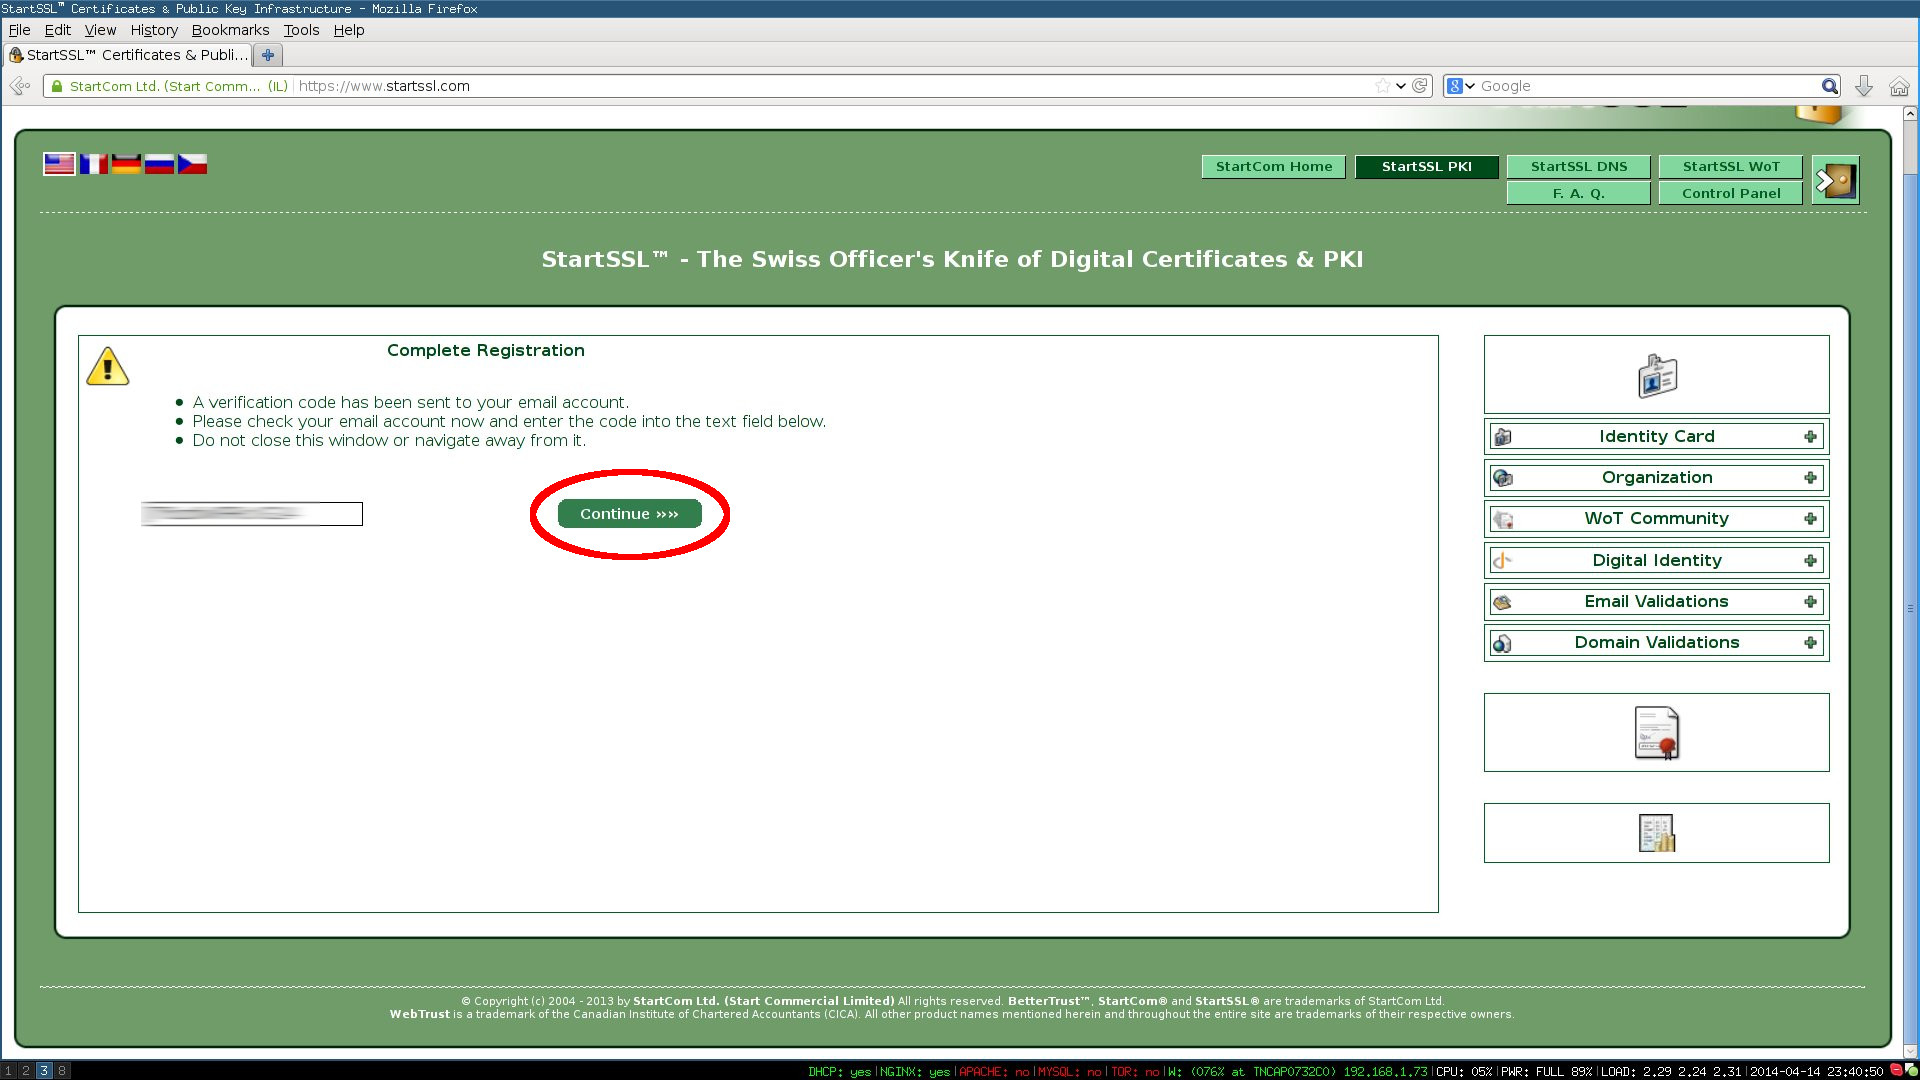 StartSSL™ Certificates & Public Key Infrastructure - Mozilla Firefox
File Edit View History Bookmarks Tools Help
StartSSL™ Certificates & Publi...
StartCom Ltd. (Start Comm... (IL) https://www.startssl.com
Google
StartCom Home StartSSL PKI StartSSL DNS StartSSL WoT
F. A. Q. Control Panel
StartSSL™ - The Swiss Officer's Knife of Digital Certificates & PKI
Complete Registration
A verification code has been sent to your email account.
Please check your email account now and enter the code into the text field below.
Do not close this window or navigate away from it.
Continue »»
Identity Card
Organization
WoT Community
Digital Identity
Email Validations
Domain Validations
© Copyright (c) 2004 - 2013 by StartCom Ltd. (Start Commercial Limited) All rights reserved. BetterTrust™, StartCom® and StartSSL® are trademarks of StartCom Ltd.
WebTrust is a trademark of the Canadian Institute of Chartered Accountants (CICA). All other product names mentioned herein and throughout the entire site are trademarks of their respective owners.
1 2 3 8 DHCP: yes|NGINX: yes|APACHE: no|MYSQL: no|TOR: no|W: (076% at TNCAP0732C0) 192.168.1.73|CPU: 05%|PWR: FULL 89%|LOAD: 2.29 2.24 2.31|2014-04-14 23:40:50